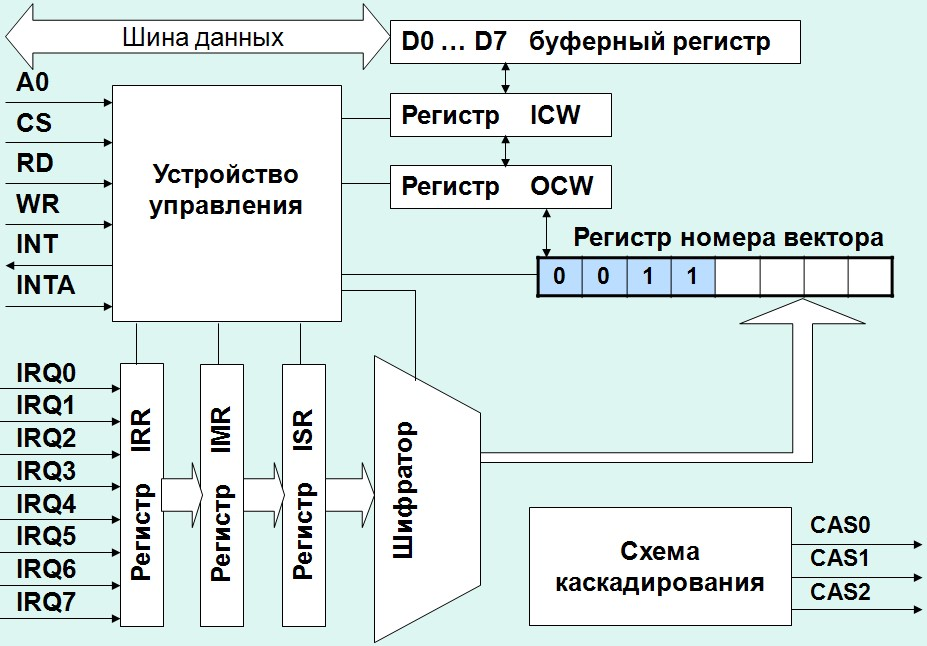 Шина данных
D0 ... D7 буферный регистр
A0
CS
RD
WR
INT
INTA
Устройство
управления
Регистр ICW
Регистр OCW
Регистр номера вектора
0 0 1 1
IRQ0
IRQ1
IRQ2
IRQ3
IRQ4
IRQ5
IRQ6
IRQ7
Регистр IRR
Регистр IMR
Регистр ISR
Шифратор
Схема
каскадирования
CAS0
CAS1
CAS2